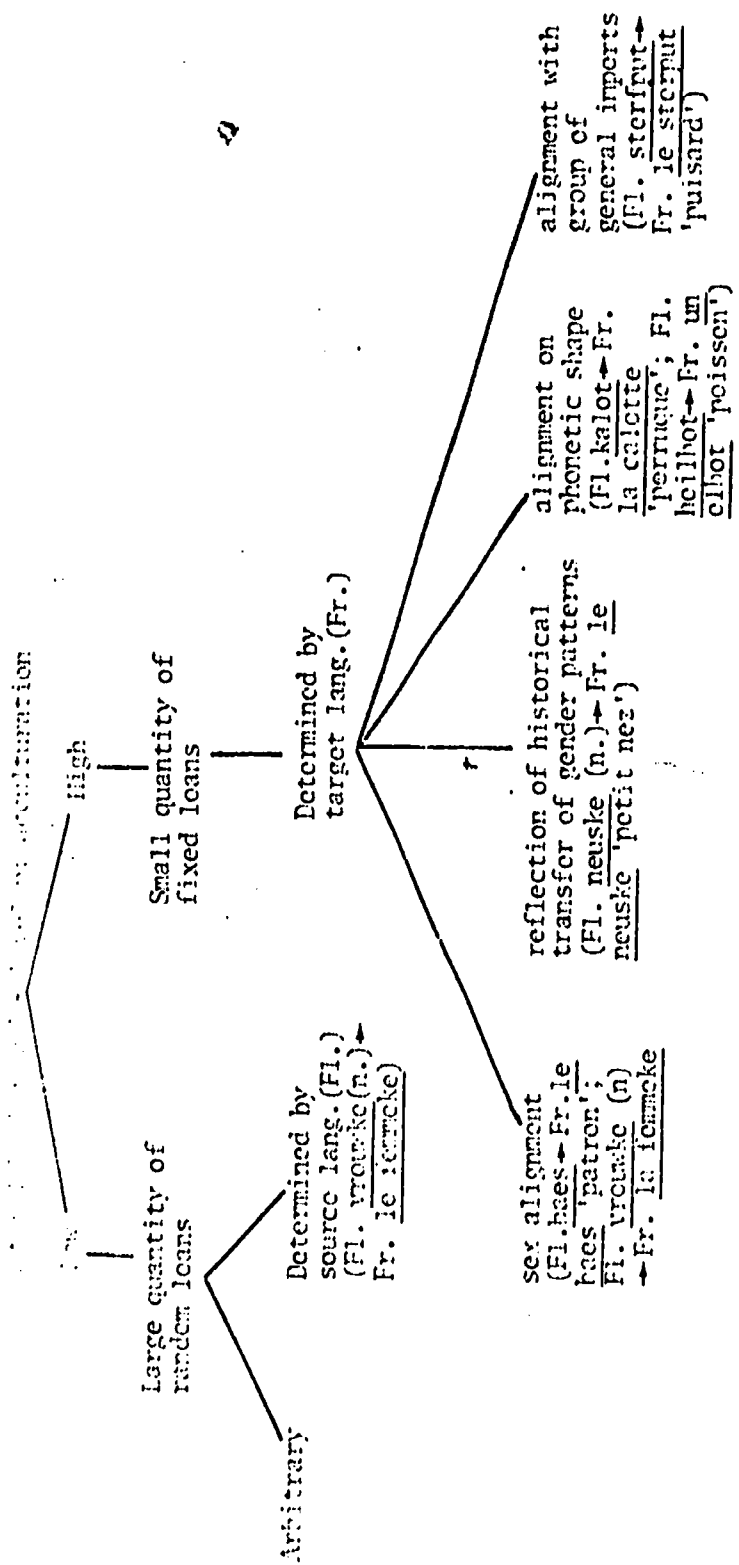 acculturation
High
Large quantity of
random loans
Small quantity of
fixed loans
Arbitrary
Determined by
source lang.(Fl.)
(Fl. vrouwke(n.)→
Fr. le femmeke)
Determined by
target lang.(Fr.)
sex alignment
(Fl.baes→Fr.le
baes 'patron';
Fl. vrouwke (n)
→Fr. la femmeke
reflection of historical
transfer of gender patterns
(Fl. neuske (n.)→Fr. le
neuske 'petit nez')
alignment on
phonetic shape
(Fl.kalot→Fr.
la calotte
'perruque'; Fl.
heilbot→Fr. un
elbot 'poisson')
alignment with
group of
general imports
(Fl. sterfput→
Fr. le sterput
'puisard')